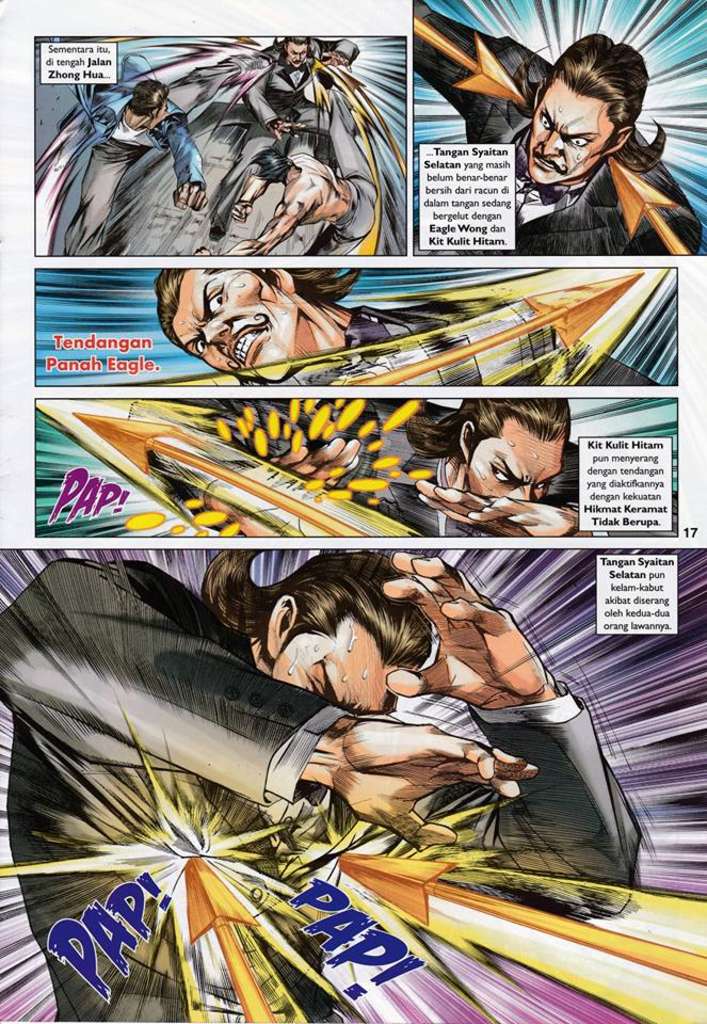 Sementara itu,
di tengah Jalan
Zhong Hua...
...Tangan Syaitan
Selatan yang masih
belum benar-benar
bersih dari racun di
dalam tangan sedang
bergelut dengan
Eagle Wong dan
Kit Kulit Hitam.
Tendangan
Panah Eagle.
PAP!
Kit Kulit Hitam
pun menyerang
dengan tendangan
yang diaktifkannya
dengan kekuatan
Hikmat Keramat
Tidak Berupa.
17
Tangan Syaitan
Selatan pun
kelam-kabut
akibat diserang
oleh kedua-dua
orang lawannya.
PAP!
PAP!